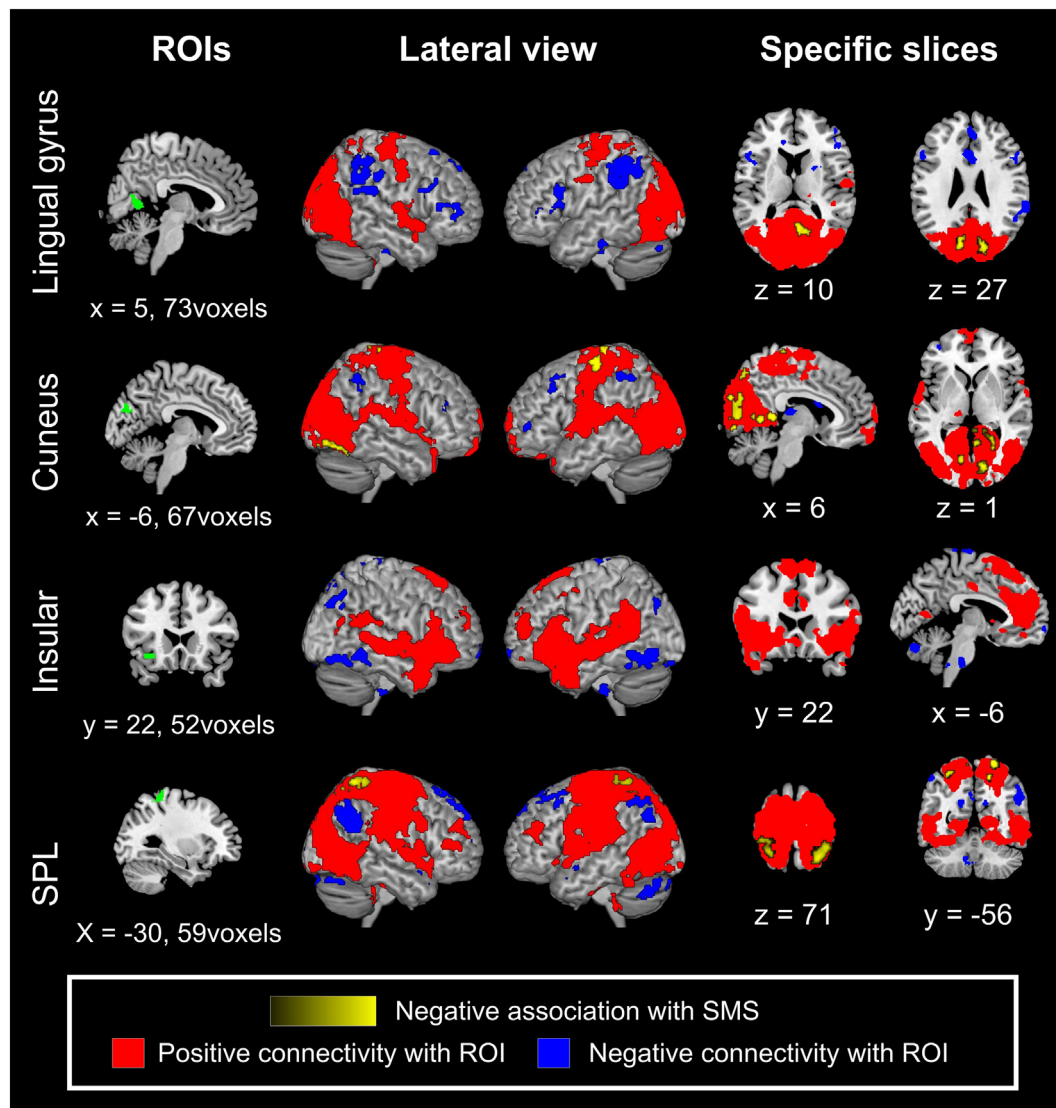 ROIs
Lateral view
Specific slices
Lingual gyrus
x = 5, 73voxels
z = 10
z = 27
Cuneus
x = -6, 67voxels
x = 6
z = 1
Insular
y = 22, 52voxels
y = 22
x = -6
SPL
X = -30, 59voxels
z = 71
y = -56
Negative association with SMS
Positive connectivity with ROI
Negative connectivity with ROI